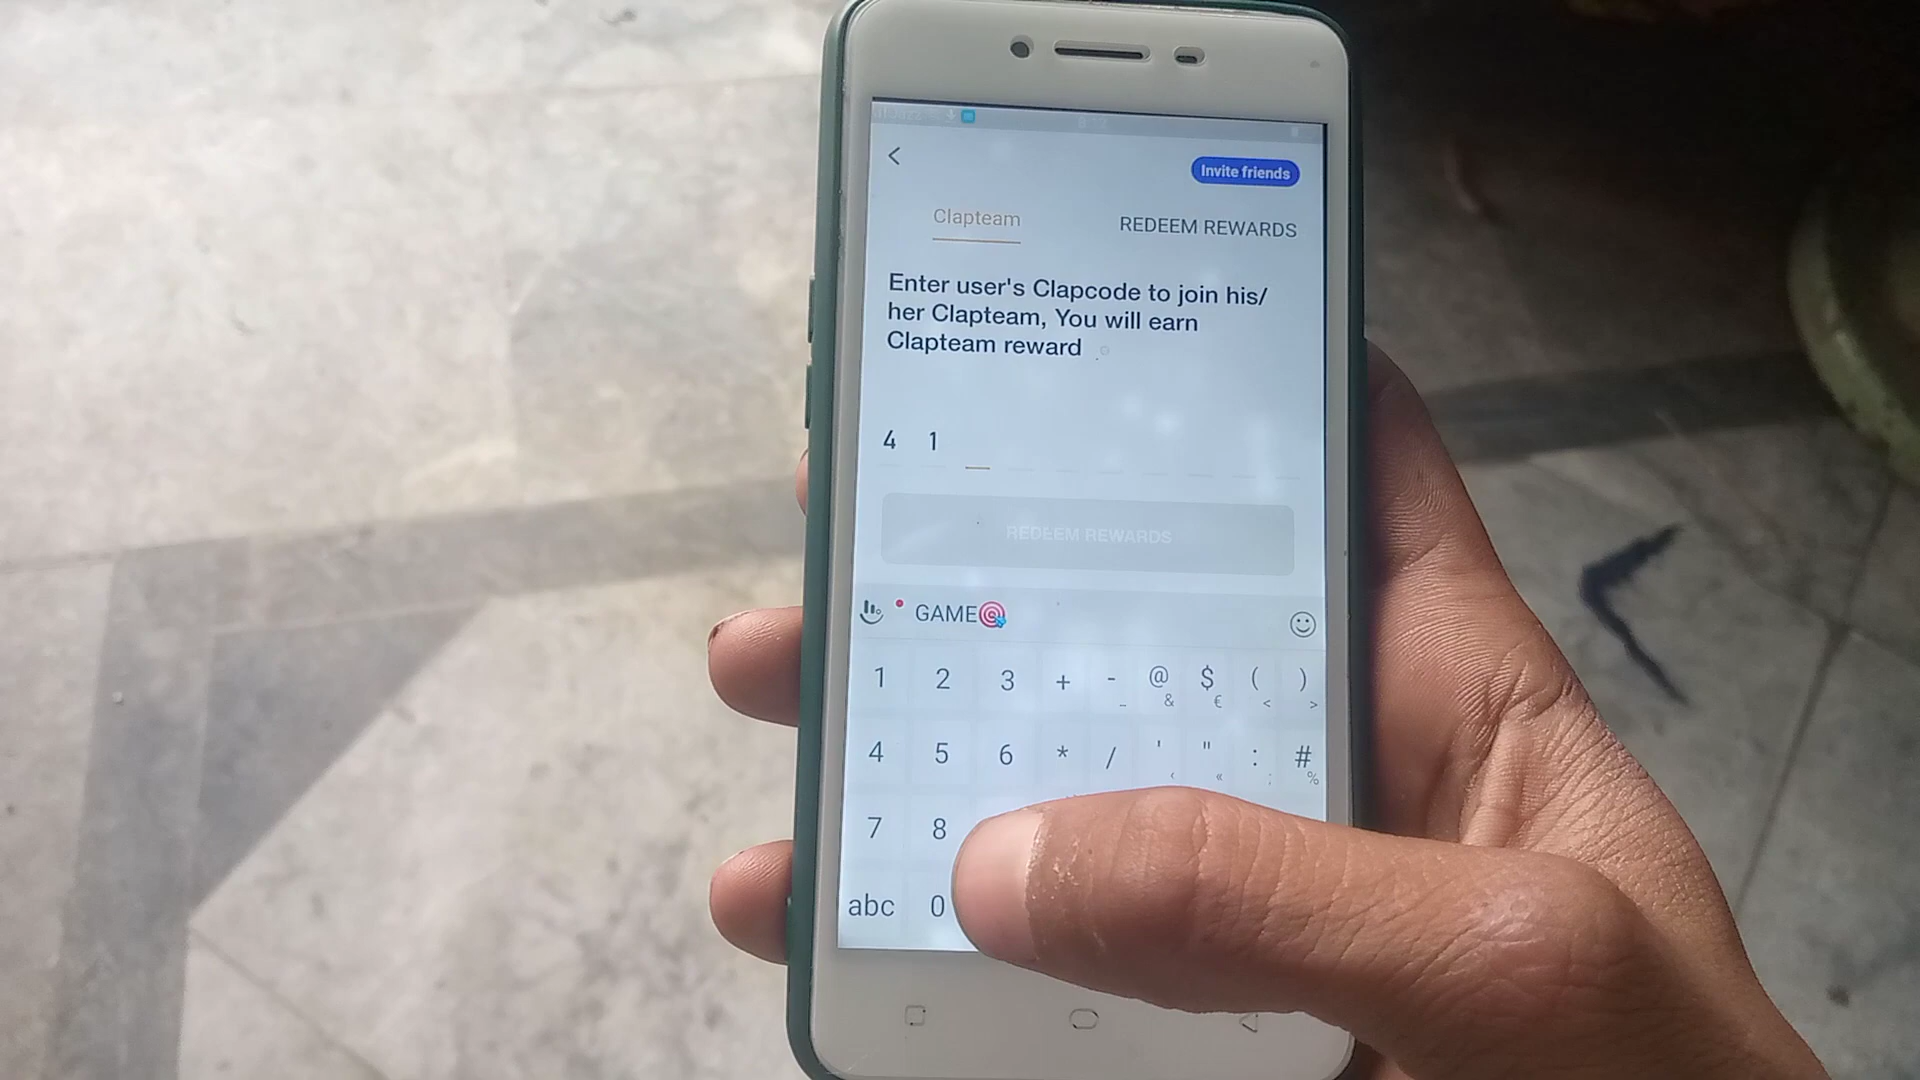 Invite friends
Clapteam REDEEM REWARDS
Enter user's Clapcode to join his/
her Clapteam, You will earn
Clapteam reward
4 1
REDEEM REWARDS
GAME
1 2 3 + - @ $ ( )
_ & € < >
4 5 6 * / ' " : #
‹ « ; %
7 8
abc 0